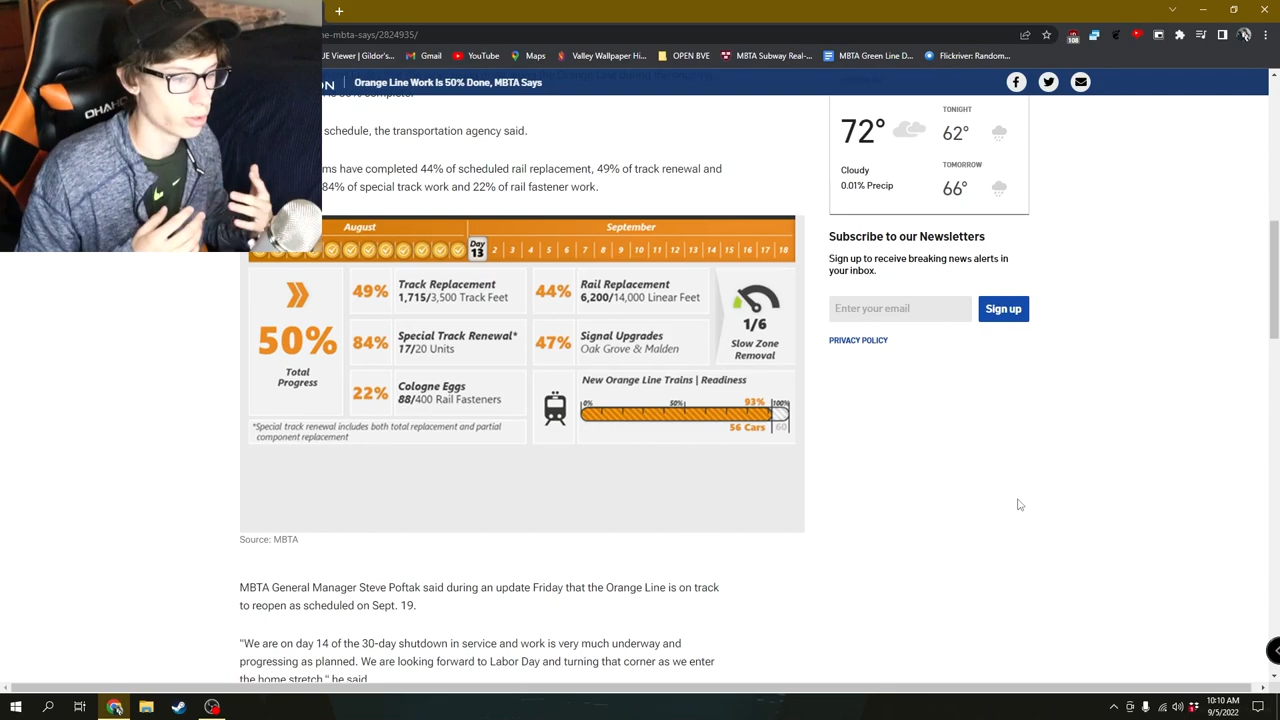 +
ne-mbta-says/2824935/
UE Viewer | Gildor's... Gmail YouTube Maps Valley Wallpaper Hi... OPEN BVE MBTA Subway Real-... MBTA Green Line D... Flickriver: Random...
108
ON Orange Line Work Is 50% Done, MBTA Says
schedule, the transportation agency said.
ms have completed 44% of scheduled rail replacement, 49% of track renewal and
84% of special track work and 22% of rail fastener work.
OHAHO
72°
Cloudy
0.01% Precip
TONIGHT
62°
TOMORROW
66°
Subscribe to our Newsletters
Sign up to receive breaking news alerts in
your inbox.
Enter your email Sign up
PRIVACY POLICY
August September
Day
13 2 3 4 5 6 7 8 9 10 11 12 13 14 15 16 17 18
50%
Total
Progress
49% Track Replacement
1,715/3,500 Track Feet
44% Rail Replacement
6,200/14,000 Linear Feet
84% Special Track Renewal*
17/20 Units
47% Signal Upgrades
Oak Grove & Malden
1/6
Slow Zone
Removal
22% Cologne Eggs
88/400 Rail Fasteners
New Orange Line Trains | Readiness
0% 50% 93% 100%
56 Cars 60
*Special track renewal includes both total replacement and partial
component replacement
Source: MBTA
MBTA General Manager Steve Poftak said during an update Friday that the Orange Line is on track
to reopen as scheduled on Sept. 19.
"We are on day 14 of the 30-day shutdown in service and work is very much underway and
progressing as planned. We are looking forward to Labor Day and turning that corner as we enter
the home stretch," he said.
10:10 AM
9/5/2022